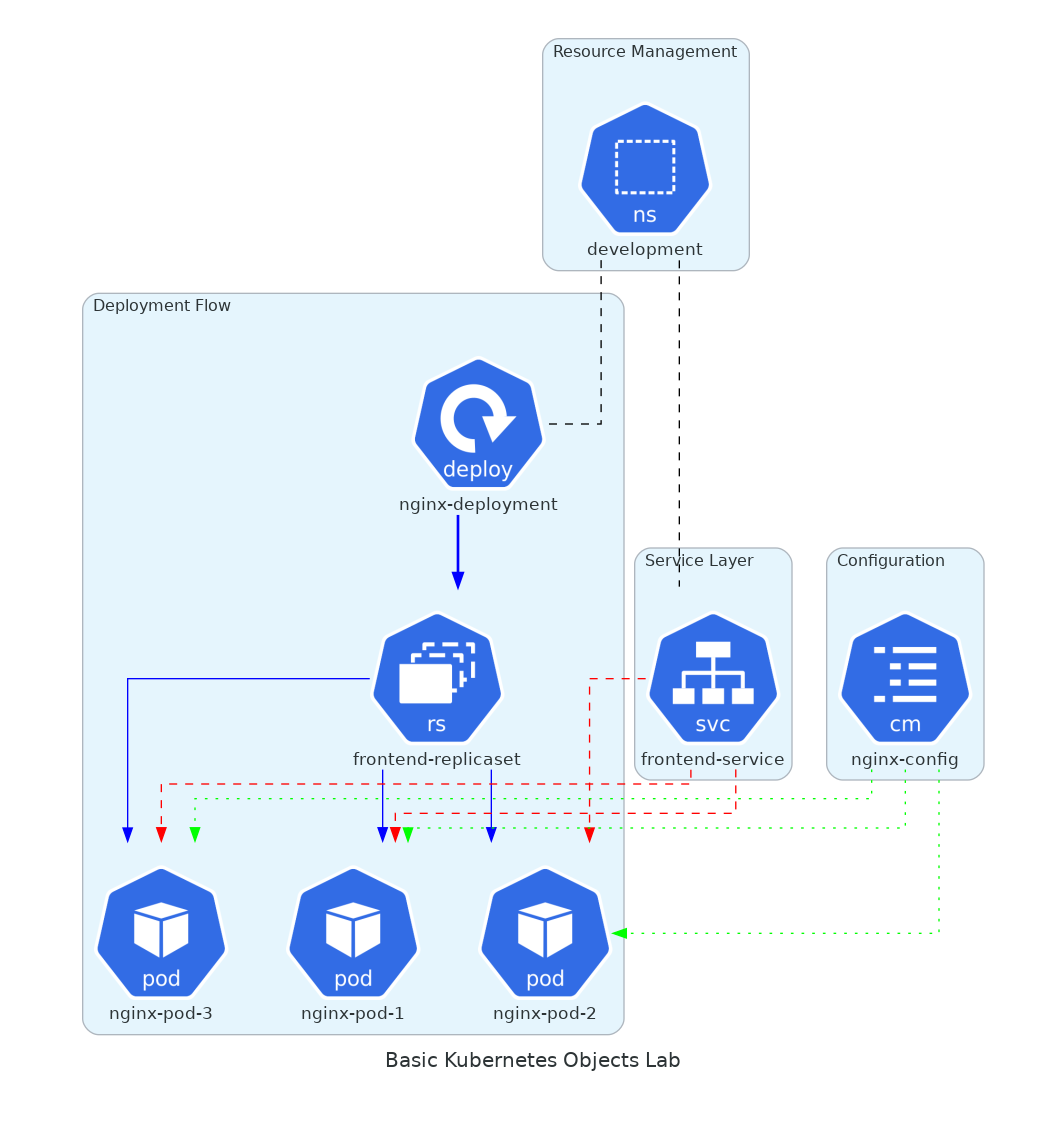 Resource Management
ns
development
Deployment Flow
deploy
nginx-deployment
Service Layer
Configuration
rs
svc
cm
frontend-replicaset
frontend-service
nginx-config
pod
pod
pod
nginx-pod-3
nginx-pod-1
nginx-pod-2
Basic Kubernetes Objects Lab